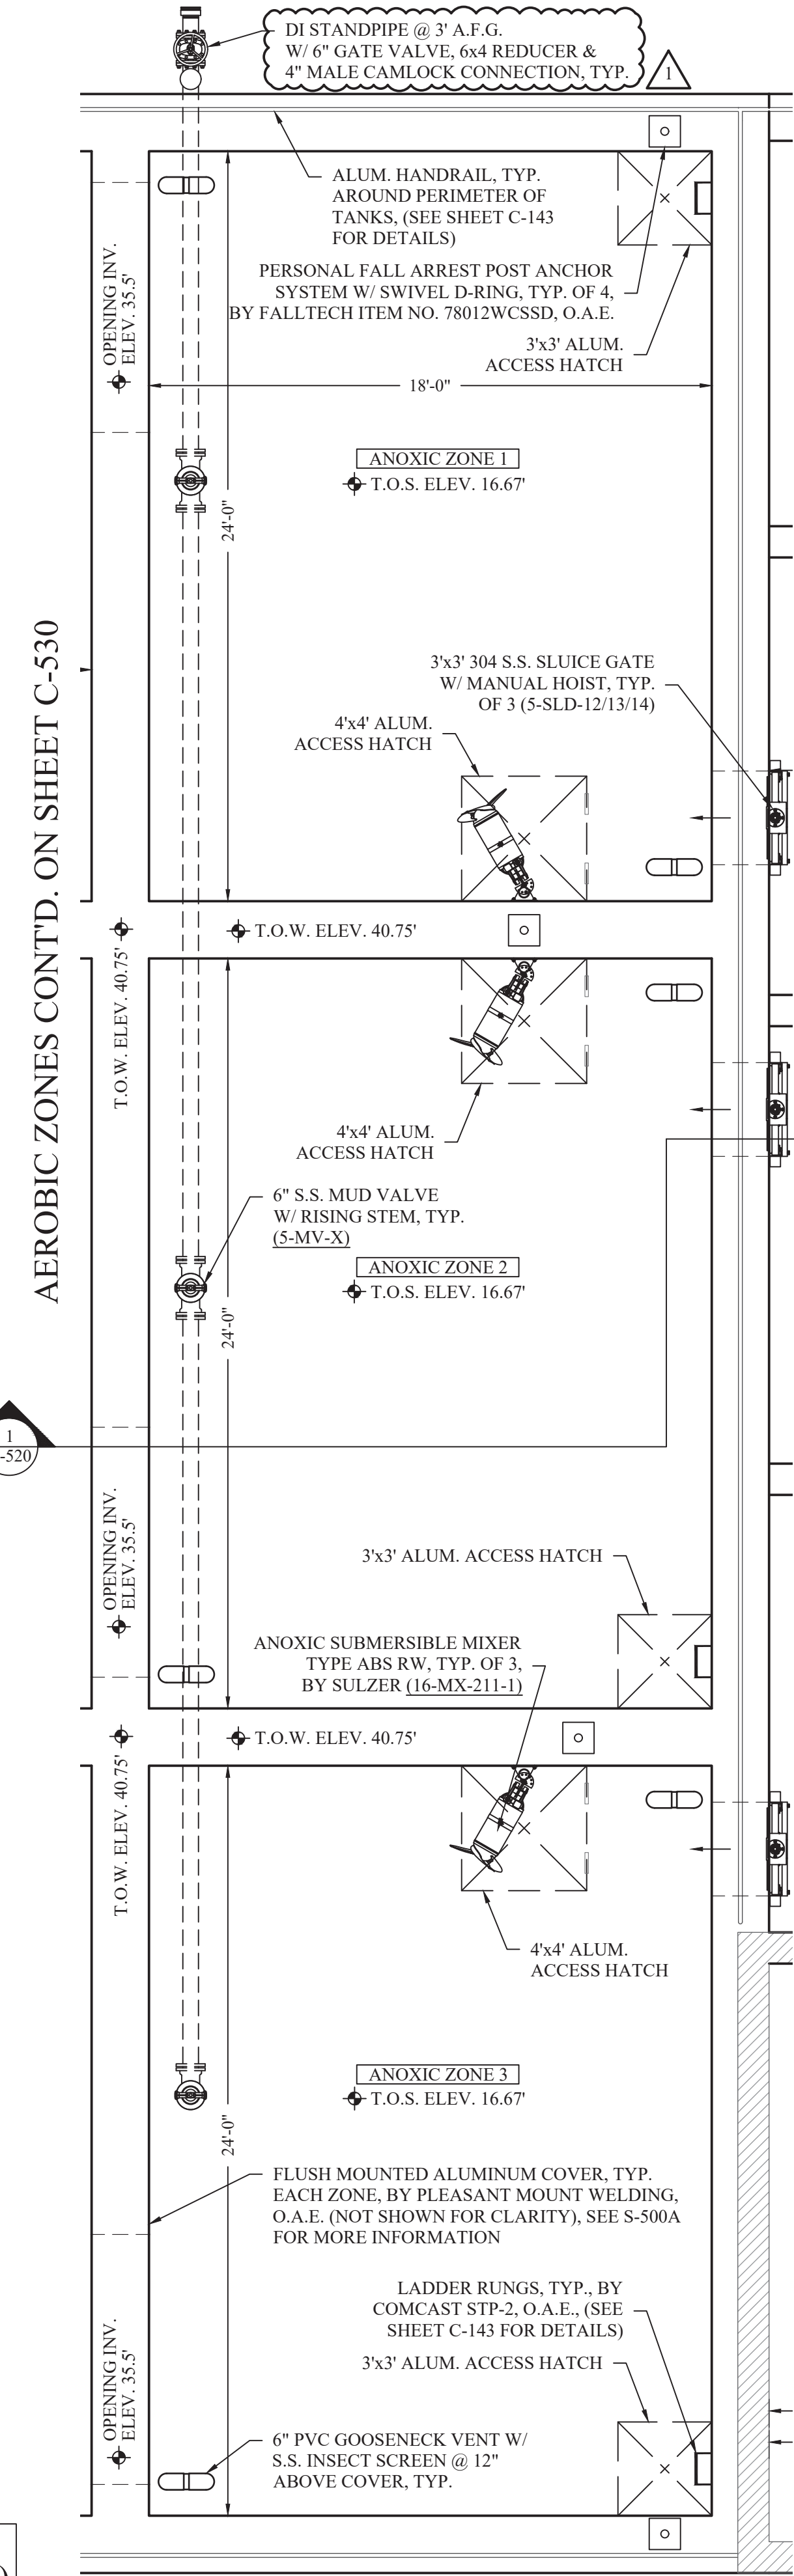 DI STANDPIPE @ 3' A.F.G.
W/ 6" GATE VALVE, 6x4 REDUCER &
4" MALE CAMLOCK CONNECTION, TYP.
1
ALUM. HANDRAIL, TYP.
AROUND PERIMETER OF
TANKS, (SEE SHEET C-143
FOR DETAILS)
PERSONAL FALL ARREST POST ANCHOR
SYSTEM W/ SWIVEL D-RING, TYP. OF 4,
BY FALLTECH ITEM NO. 78012WCSSD, O.A.E.
3'x3' ALUM.
ACCESS HATCH
OPENING INV.
ELEV. 35.5'
18'-0"
ANOXIC ZONE 1
T.O.S. ELEV. 16.67'
24'-0"
3'x3' 304 S.S. SLUICE GATE
W/ MANUAL HOIST, TYP.
OF 3 (5-SLD-12/13/14)
4'x4' ALUM.
ACCESS HATCH
AEROBIC ZONES CONT'D. ON SHEET C-530
T.O.W. ELEV. 40.75'
T.O.W. ELEV. 40.75'
4'x4' ALUM.
ACCESS HATCH
6" S.S. MUD VALVE
W/ RISING STEM, TYP.
(5-MV-X)
ANOXIC ZONE 2
T.O.S. ELEV. 16.67'
24'-0"
1
-520
OPENING INV.
ELEV. 35.5'
3'x3' ALUM. ACCESS HATCH
ANOXIC SUBMERSIBLE MIXER
TYPE ABS RW, TYP. OF 3,
BY SULZER (16-MX-211-1)
T.O.W. ELEV. 40.75'
T.O.W. ELEV. 40.75'
4'x4' ALUM.
ACCESS HATCH
ANOXIC ZONE 3
T.O.S. ELEV. 16.67'
24'-0"
FLUSH MOUNTED ALUMINUM COVER, TYP.
EACH ZONE, BY PLEASANT MOUNT WELDING,
O.A.E. (NOT SHOWN FOR CLARITY), SEE S-500A
FOR MORE INFORMATION
LADDER RUNGS, TYP., BY
COMCAST STP-2, O.A.E., (SEE
SHEET C-143 FOR DETAILS)
3'x3' ALUM. ACCESS HATCH
OPENING INV.
ELEV. 35.5'
6" PVC GOOSENECK VENT W/
S.S. INSECT SCREEN @ 12"
ABOVE COVER, TYP.